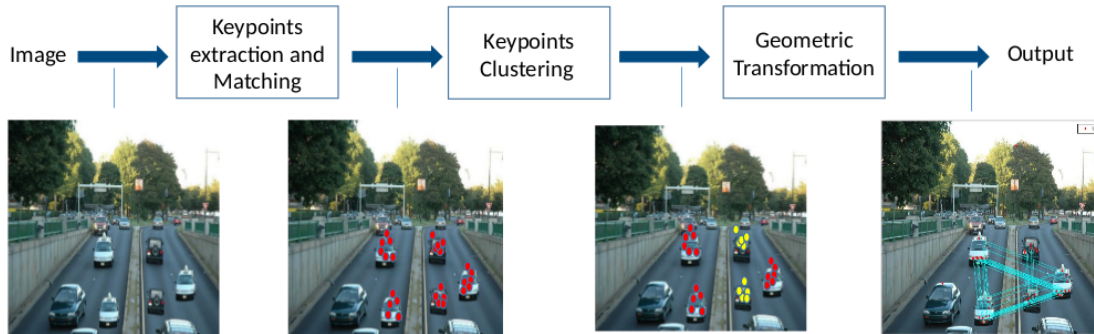 Image
Keypoints
extraction and
Matching
Keypoints
Clustering
Geometric
Transformation
Output